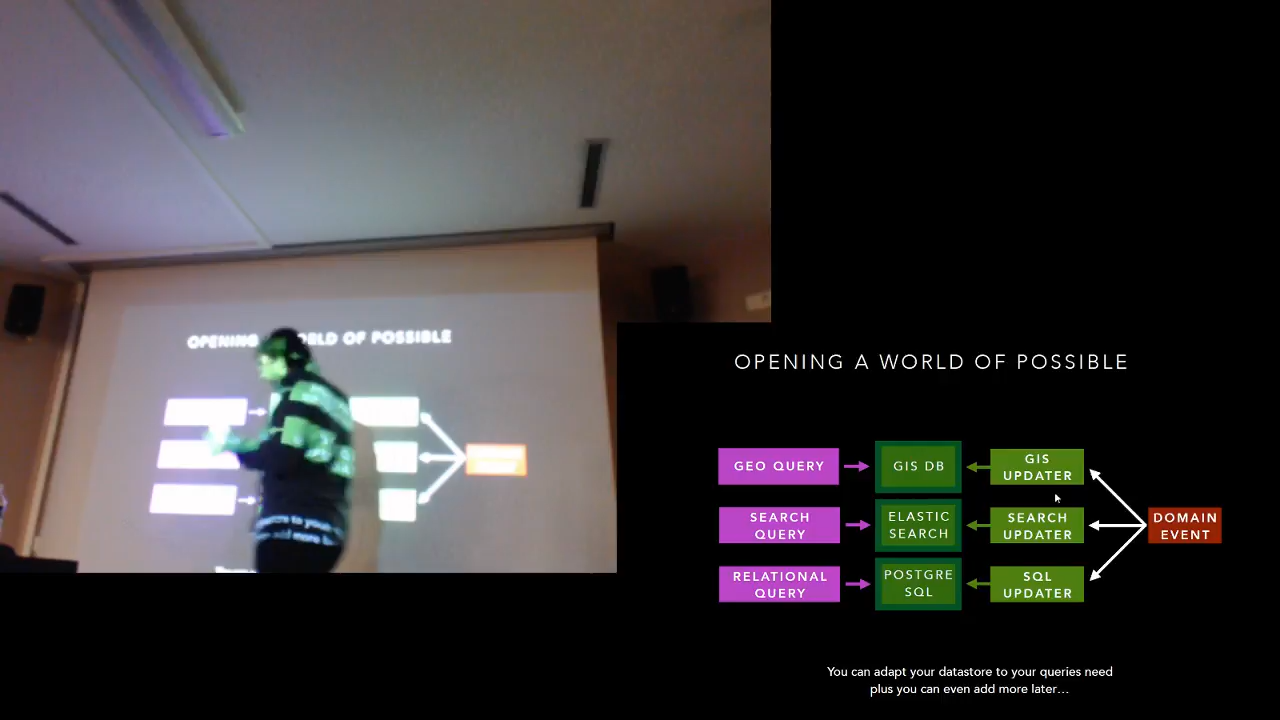 OPENING WORLD OF POSSIBLE
OPENING A WORLD OF POSSIBLE
GEO QUERY
GIS DB
GIS
UPDATER
SEARCH
QUERY
ELASTIC
SEARCH
SEARCH
UPDATER
DOMAIN
EVENT
RELATIONAL
QUERY
POSTGRE
SQL
SQL
UPDATER
You can adapt your datastore to your queries need
plus you can even add more later...